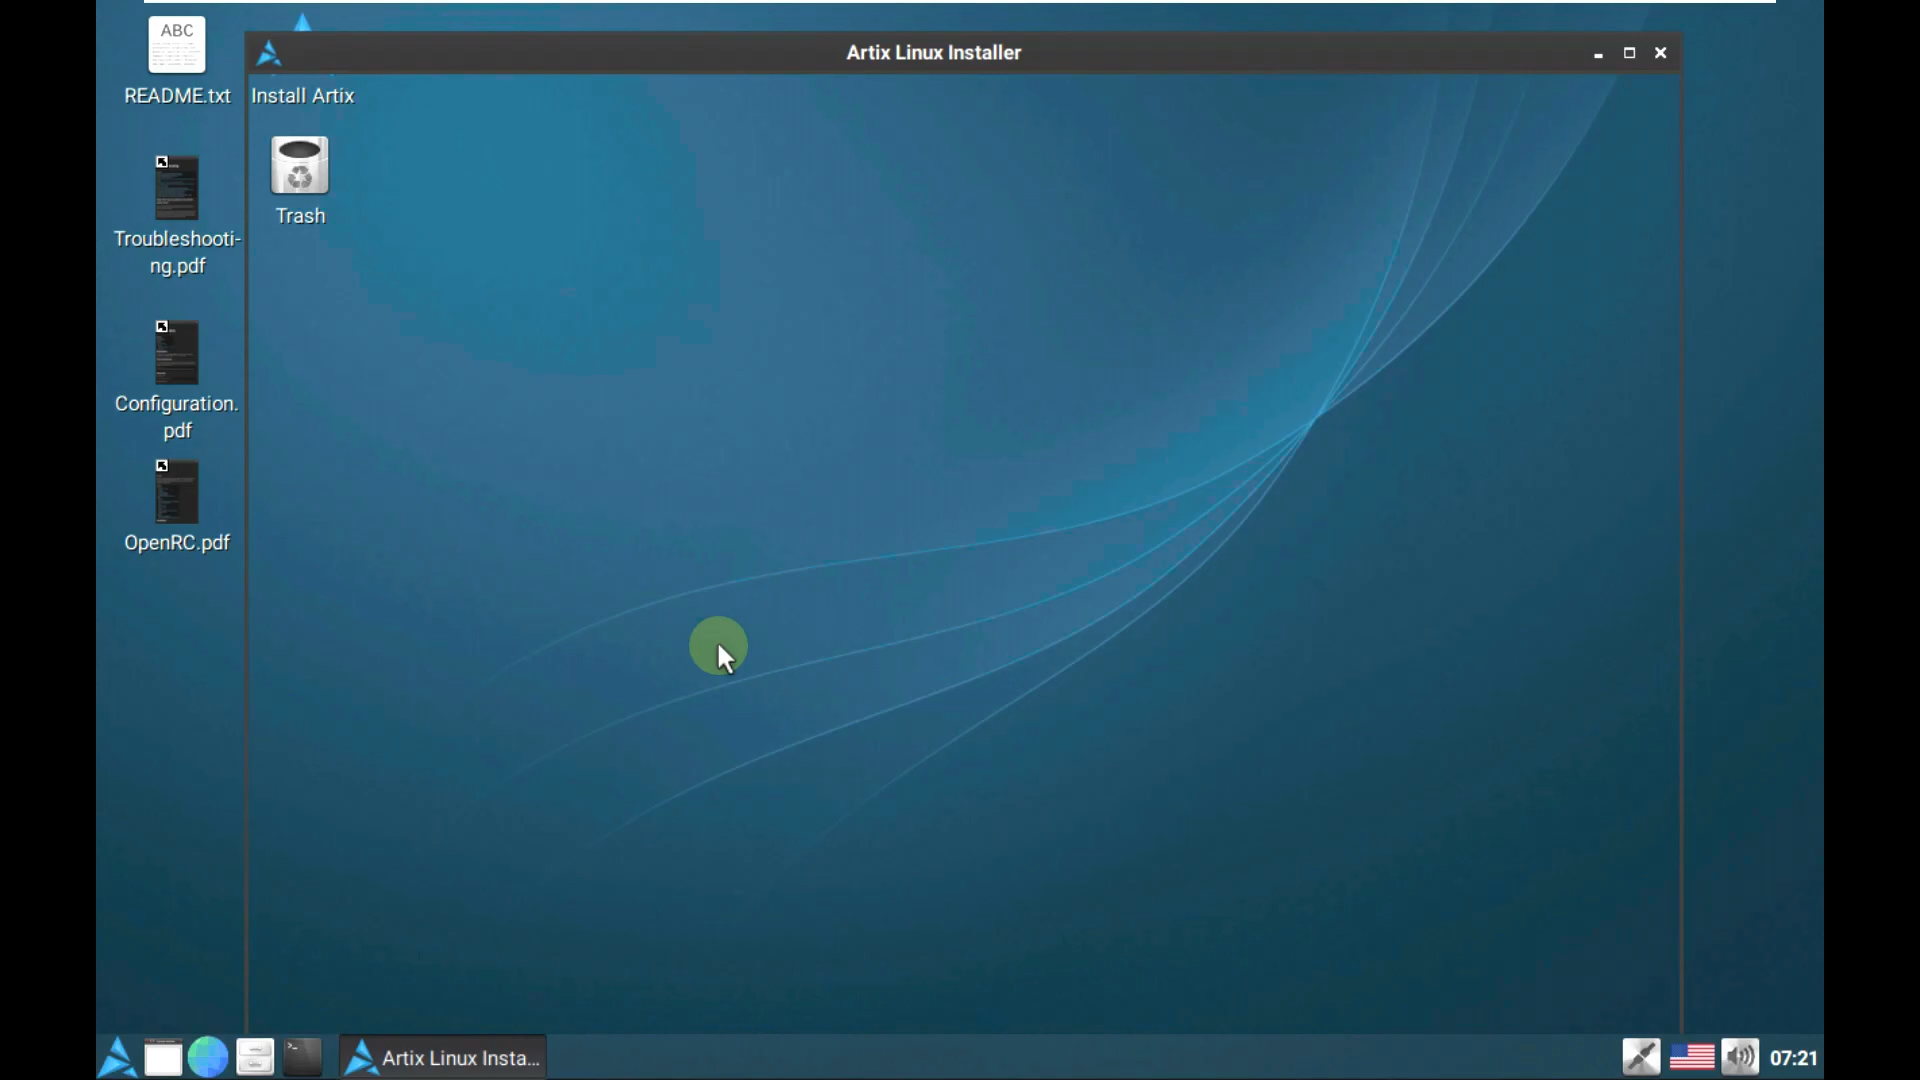 Artix Linux Installer
ABC
README.txt
Install Artix
Trash
Troubleshooti-
ng.pdf
Configuration.
pdf
OpenRC.pdf
>_
Artix Linux Insta...
07:21